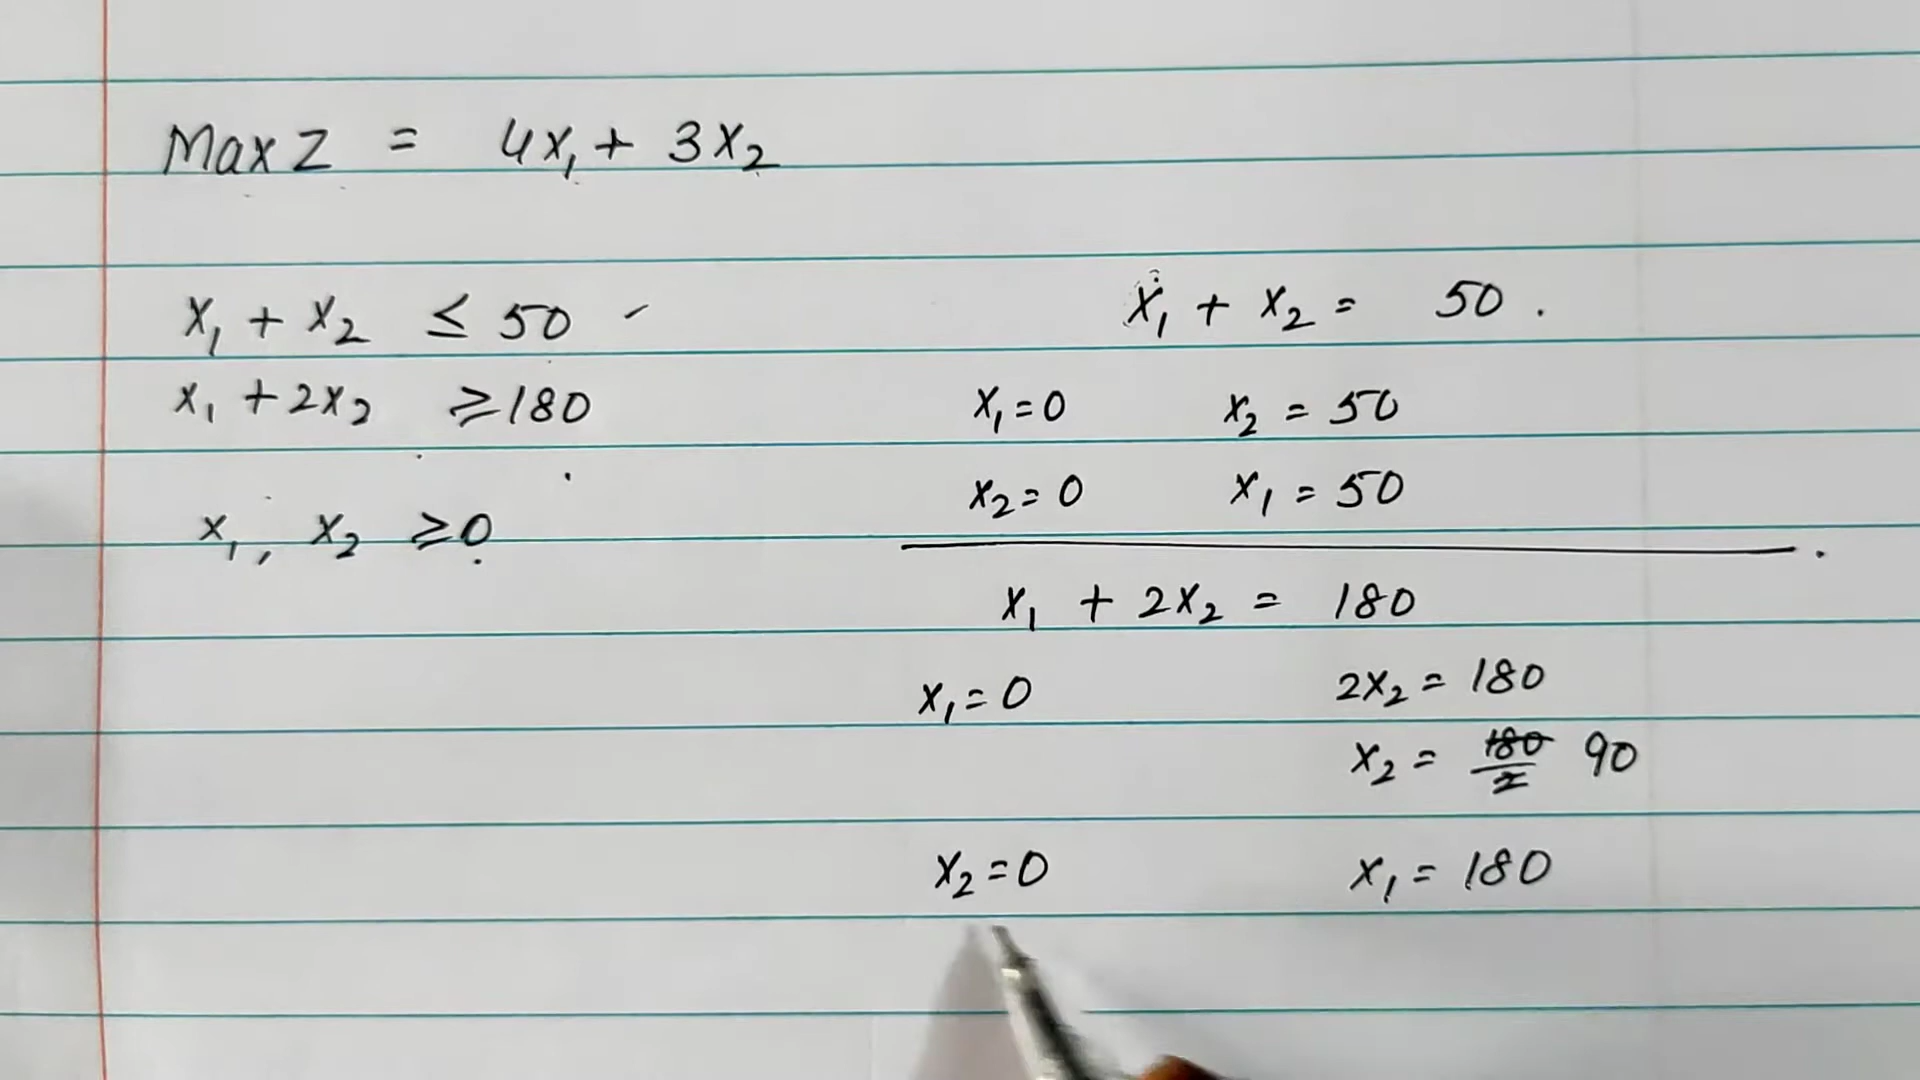 Max Z = 4x₁ + 3x₂
x₁ + x₂ ≤ 50
x₁ + 2x₂ ≥ 180
x₁, x₂ ≥ 0
x₁ + x₂ = 50
x₁ = 0 x₂ = 50
x₂ = 0 x₁ = 50
x₁ + 2x₂ = 180
x₁ = 0 2x₂ = 180
x₂ = 180/2 90
x₂ = 0 x₁ = 180